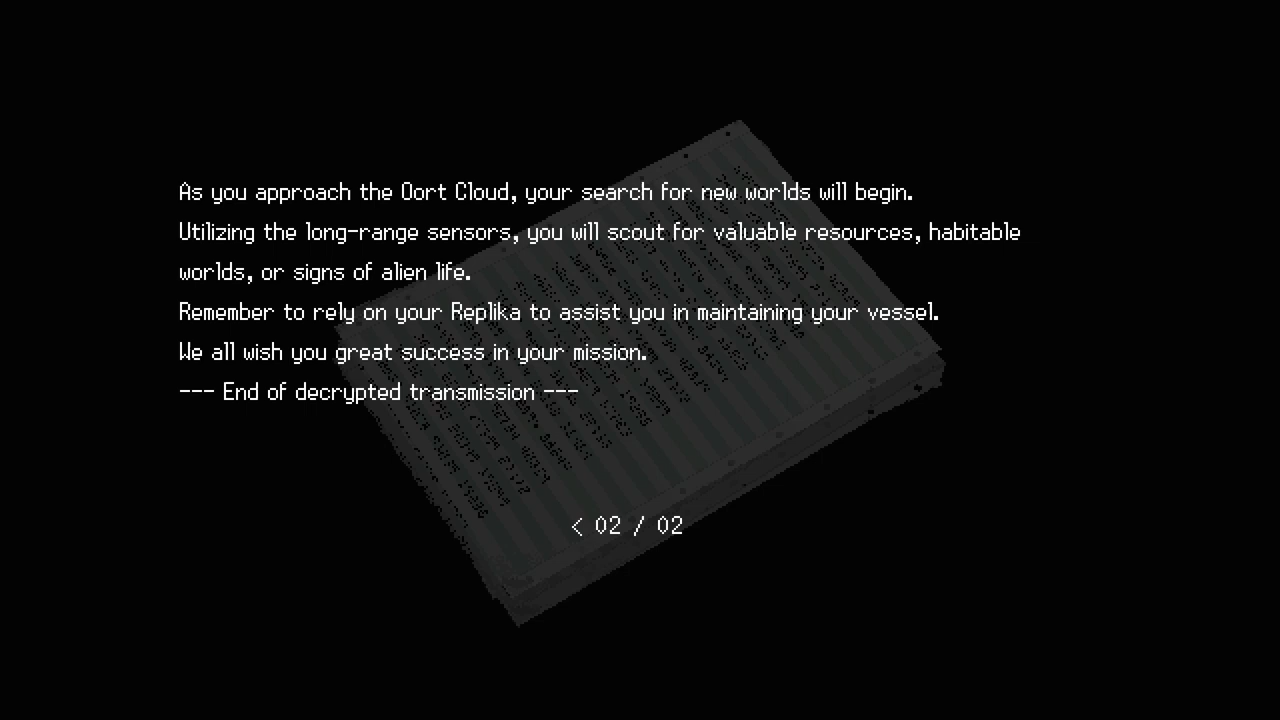 As you approach the Oort Cloud, your search for new worlds will begin.
Utilizing the long-range sensors, you will scout for valuable resources, habitable
worlds, or signs of alien life.
Remember to rely on your Replika to assist you in maintaining your vessel.
We all wish you great success in your mission.
--- End of decrypted transmission ---
< 02 / 02